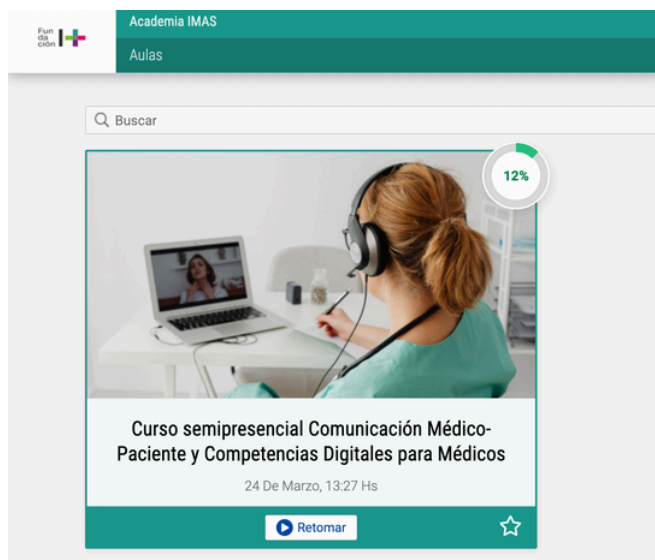 Fun
da
ción
Academia IMAS
Aulas
Buscar
12%
Curso semipresencial Comunicación Médico-
Paciente y Competencias Digitales para Médicos
24 De Marzo, 13:27 Hs
Retomar